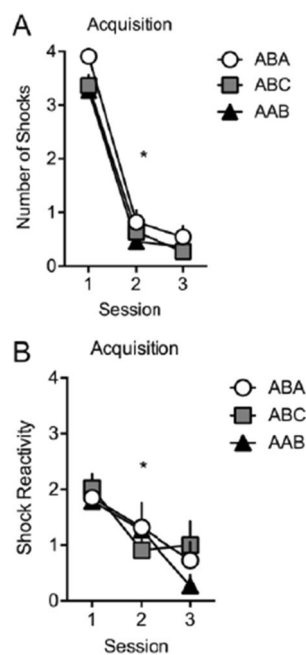 A
Acquisition
Number of Shocks
4
3
2
1
0
1 2 3
Session
*
ABA
ABC
AAB
B
Acquisition
Shock Reactivity
4
3
2
1
0
1 2 3
Session
*
ABA
ABC
AAB